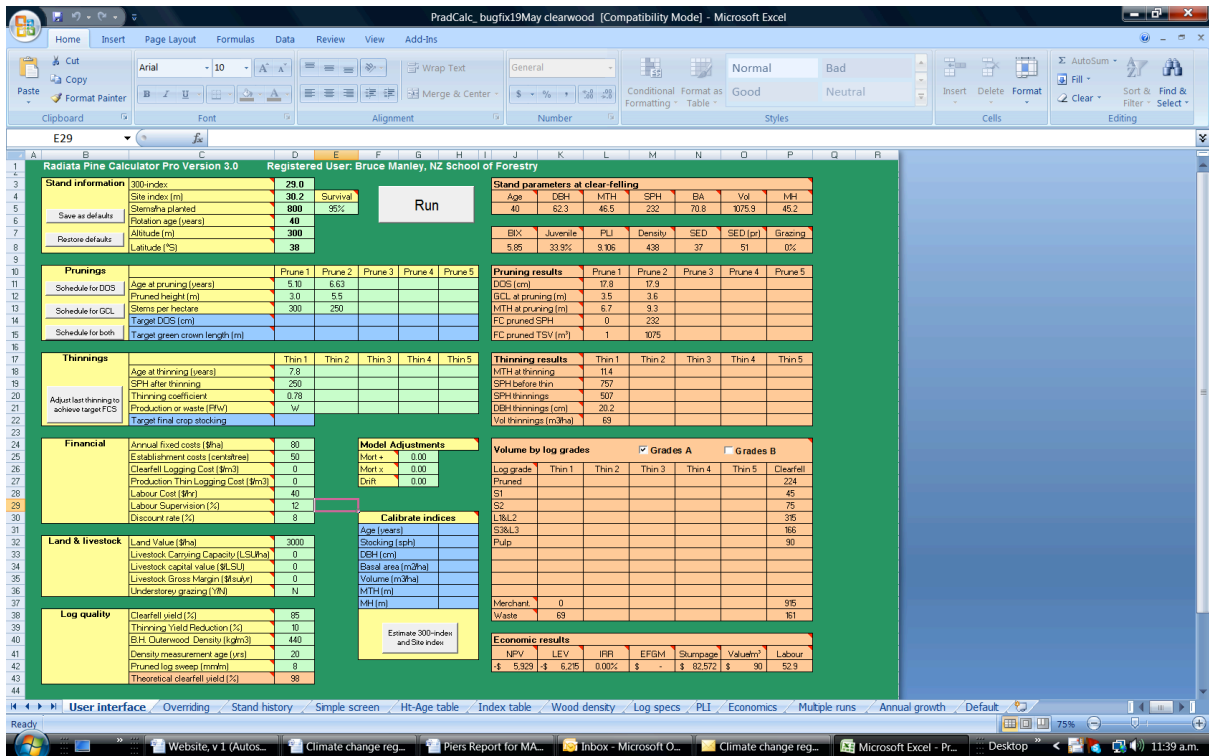 PradCalc_ bugfix19May clearwood [Compatibility Mode] - Microsoft Excel
Home Insert Page Layout Formulas Data Review View Add-Ins
Paste
Cut
Copy
Format Painter
Clipboard
Arial 10
Font
Wrap Text
Merge & Center
Alignment
General
Number
Conditional Formatting
Format as Table
Normal Bad
Good Neutral
Styles
Insert Delete Format
Cells
AutoSum
Fill
Clear
Sort & Filter
Find & Select
Editing
E29 fx
A B C D E F G H I J K L M N O P Q R
Radiata Pine Calculator Pro Version 3.0 Registered User: Bruce Manley, NZ School of Forestry
Stand information
Save as defaults
Restore defaults
300-index 29.0
Site index (m) 30.2 Survival
Stems/ha planted 800 95%
Rotation age (years) 40
Altitude (m) 300
Latitude (°S) 38
Run
Stand parameters at clear-felling
Age DBH MTH SPH BA Vol MH
40 62.3 46.5 232 70.8 1075.9 45.2
BIX Juvenile PLI Density SED SED (pr) Grazing
5.85 33.9% 9.106 438 37 51 0%
Prunings Prune 1 Prune 2 Prune 3 Prune 4 Prune 5
Schedule for DOS
Schedule for GCL
Schedule for both
Age at pruning (years) 5.10 6.63
Pruned height (m) 3.0 5.5
Stems per hectare 300 250
Target DOS (cm)
Target green crown length (m)
Pruning results Prune 1 Prune 2 Prune 3 Prune 4 Prune 5
DOS (cm) 17.8 17.9
GCL at pruning (m) 3.5 3.6
MTH at pruning (m) 6.7 9.3
FC pruned SPH 0 232
FC pruned TSV (m³) 1 1075
Thinnings Thin 1 Thin 2 Thin 3 Thin 4 Thin 5
Adjust last thinning to achieve target FCS
Age at thinning (years) 7.8
SPH after thinning 250
Thinning coefficient 0.78
Production or waste (P/W) W
Target final crop stocking
Thinning results Thin 1 Thin 2 Thin 3 Thin 4 Thin 5
MTH at thinning 11.4
SPH before thin 757
SPH thinnings 507
DBH thinnings (cm) 20.2
Vol thinnings (m3/ha) 69
Financial
Annual fixed costs ($/ha) 80
Establishment costs (cents/tree) 50
Clearfell Logging Cost ($/m3) 0
Production Thin Logging Cost ($/m3) 0
Labour Cost ($/hr) 40
Labour Supervision (%) 12
Discount rate (%) 8
Model Adjustments
Mort + 0.00
Mort x 0.00
Drift 0.00
Volume by log grades Grades A Grades B
Log grade Thin 1 Thin 2 Thin 3 Thin 4 Thin 5 Clearfell
Pruned 224
S1 45
S2 75
L1&L2 315
S3&L3 166
Pulp 90
Merchant. 0 915
Waste 69 161
Calibrate indices
Age (years)
Stocking (sph)
DBH (cm)
Basal area (m2/ha)
Volume (m3/ha)
MTH (m)
MH (m)
Estimate 300-index and Site index
Land & livestock
Land Value ($/ha) 3000
Livestock Carrying Capacity (LSU/ha) 0
Livestock capital value ($/LSU) 0
Livestock Gross Margin ($/lsu/yr) 0
Understorey grazing (Y/N) N
Log quality
Clearfell yield (%) 85
Thinning Yield Reduction (%) 10
B.H. Outerwood Density (kg/m3) 440
Density measurement age (yrs) 20
Pruned log sweep (mm/m) 8
Theoretical clearfell yield (%) 98
Economic results
NPV LEV IRR EFGM Stumpage Value/m³ Labour
-$ 5,929 -$ 6,215 0.00% $ - $ 82,572 $ 90 52.9
User interface Overriding Stand history Simple screen Ht-Age table Index table Wood density Log specs PLI Economics Multiple runs Annual growth Default
Ready 75%
Website, v 1 (Autos... Climate change reg... Piers Report for MA... Inbox - Microsoft O... Climate change reg... Microsoft Excel - Pr... Desktop 11:39 a.m.